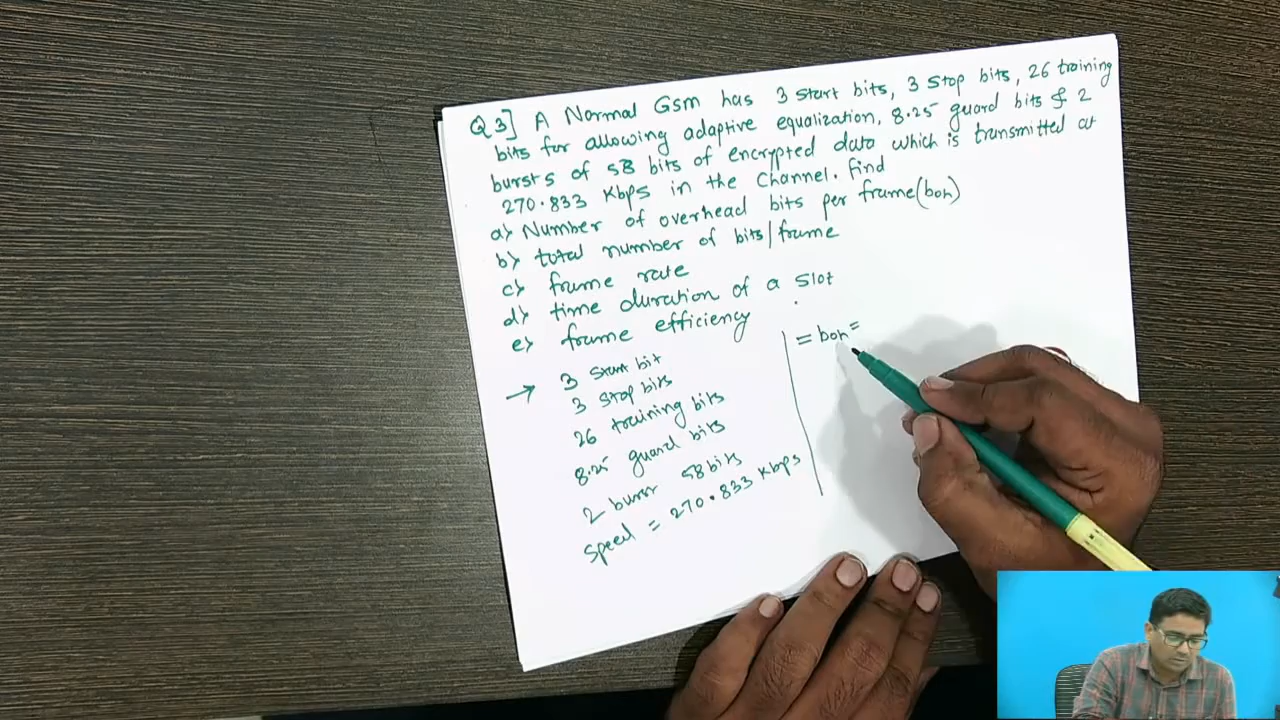 Q3] A Normal Gsm has 3 start bits, 3 stop bits, 26 training
bits for allowing adaptive equalization, 8.25 guard bits & 2
bursts of 58 bits of encrypted data which is transmitted at
270.833 Kbps in the channel. Find
a> Number of overhead bits per frame(boh)
b> total number of bits/frame
c> frame rate
d> time duration of a slot
e> frame efficiency
→ 3 start bit
3 stop bits
26 training bits
8.25 guard bits
2 burst 58 bits
speed = 270.833 Kbps
= boh =